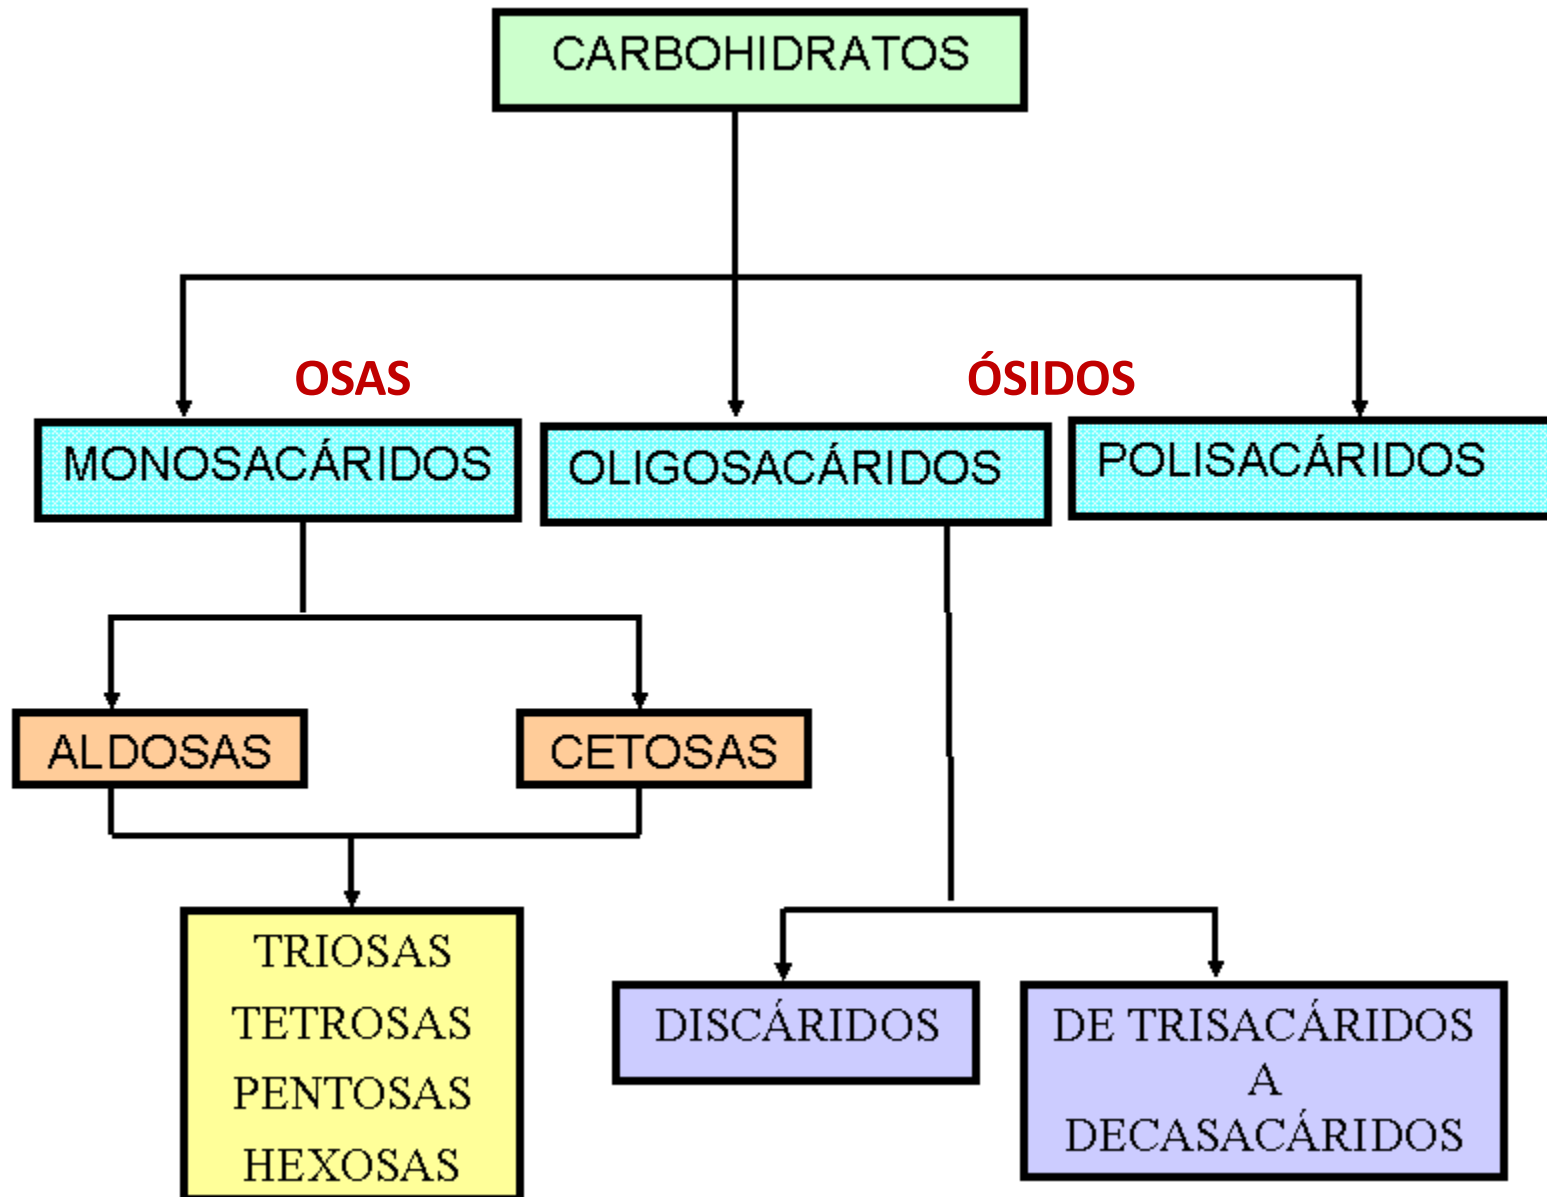 CARBOHIDRATOS
OSAS
ÓSIDOS
MONOSACÁRIDOS
OLIGOSACÁRIDOS
POLISACÁRIDOS
ALDOSAS
CETOSAS
TRIOSAS
TETROSAS
PENTOSAS
HEXOSAS
DISCÁRIDOS
DE TRISACÁRIDOS
A
DECASACÁRIDOS